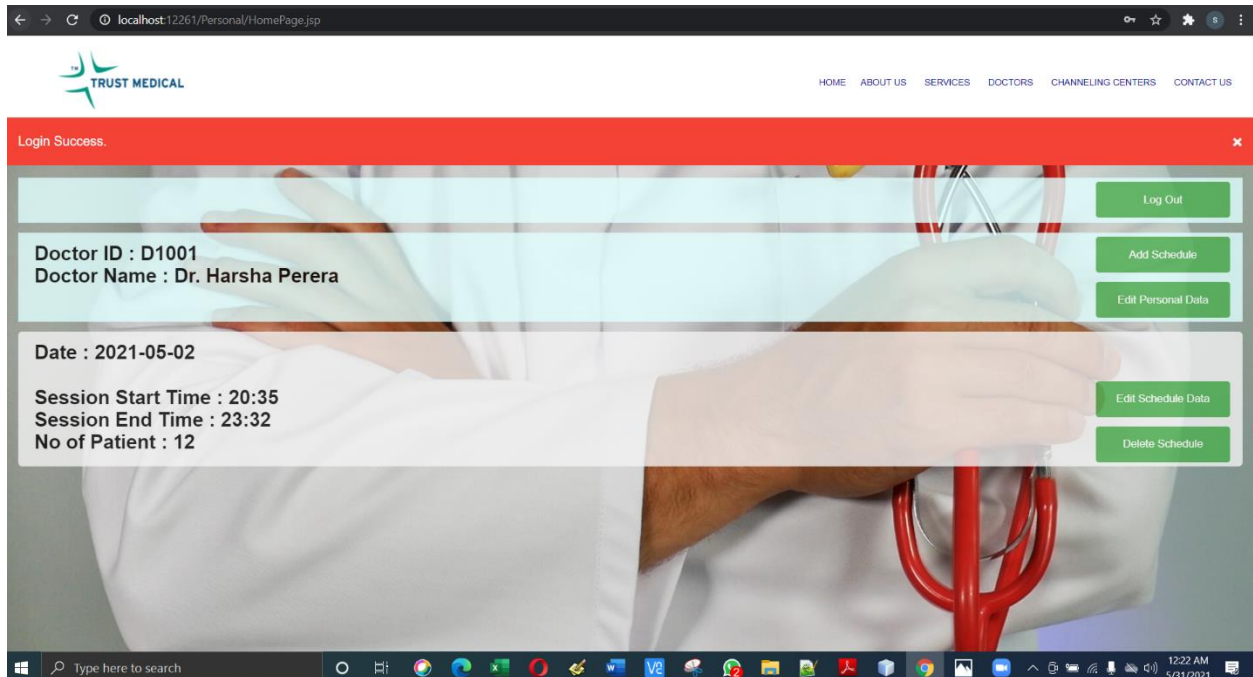 localhost:12261/Personal/HomePage.jsp
S
TM
TRUST MEDICAL
HOME ABOUT US SERVICES DOCTORS CHANNELING CENTERS CONTACT US
Login Success.
×
Log Out
Doctor ID : D1001
Doctor Name : Dr. Harsha Perera
Add Schedule
Edit Personal Data
Date : 2021-05-02
Session Start Time : 20:35
Session End Time : 23:32
No of Patient : 12
Edit Schedule Data
Delete Schedule
Type here to search
12:22 AM
5/31/2021